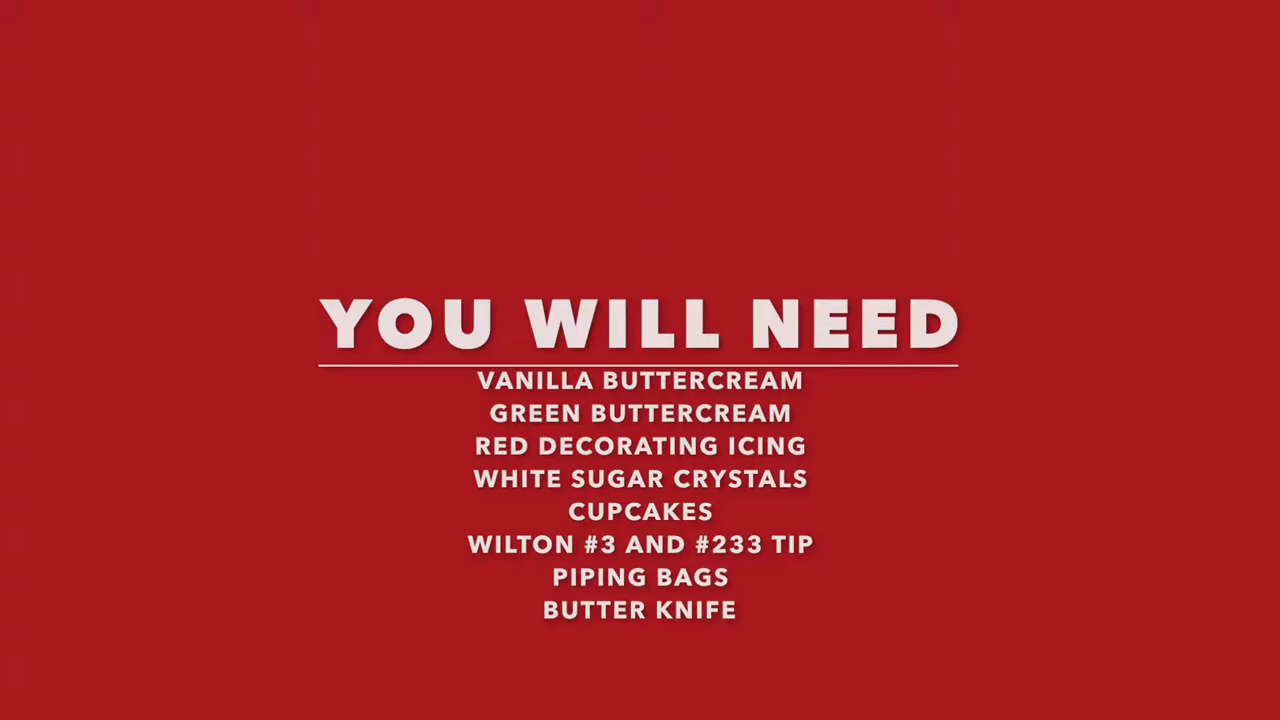 YOU WILL NEED
VANILLA BUTTERCREAM
GREEN BUTTERCREAM
RED DECORATING ICING
WHITE SUGAR CRYSTALS
CUPCAKES
WILTON #3 AND #233 TIP
PIPING BAGS
BUTTER KNIFE